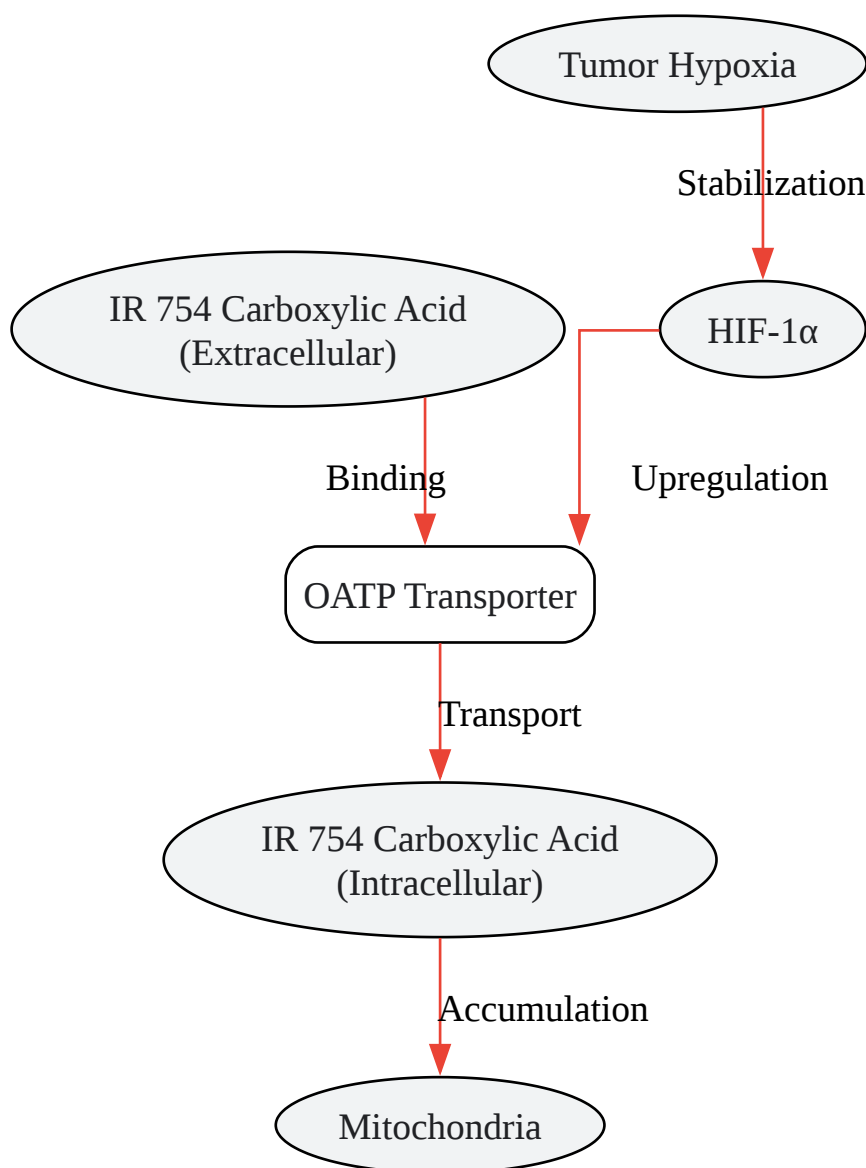 Tumor Hypoxia
Stabilization
IR 754 Carboxylic Acid
(Extracellular)
HIF-1α
Binding
Upregulation
OATP Transporter
Transport
IR 754 Carboxylic Acid
(Intracellular)
Accumulation
Mitochondria